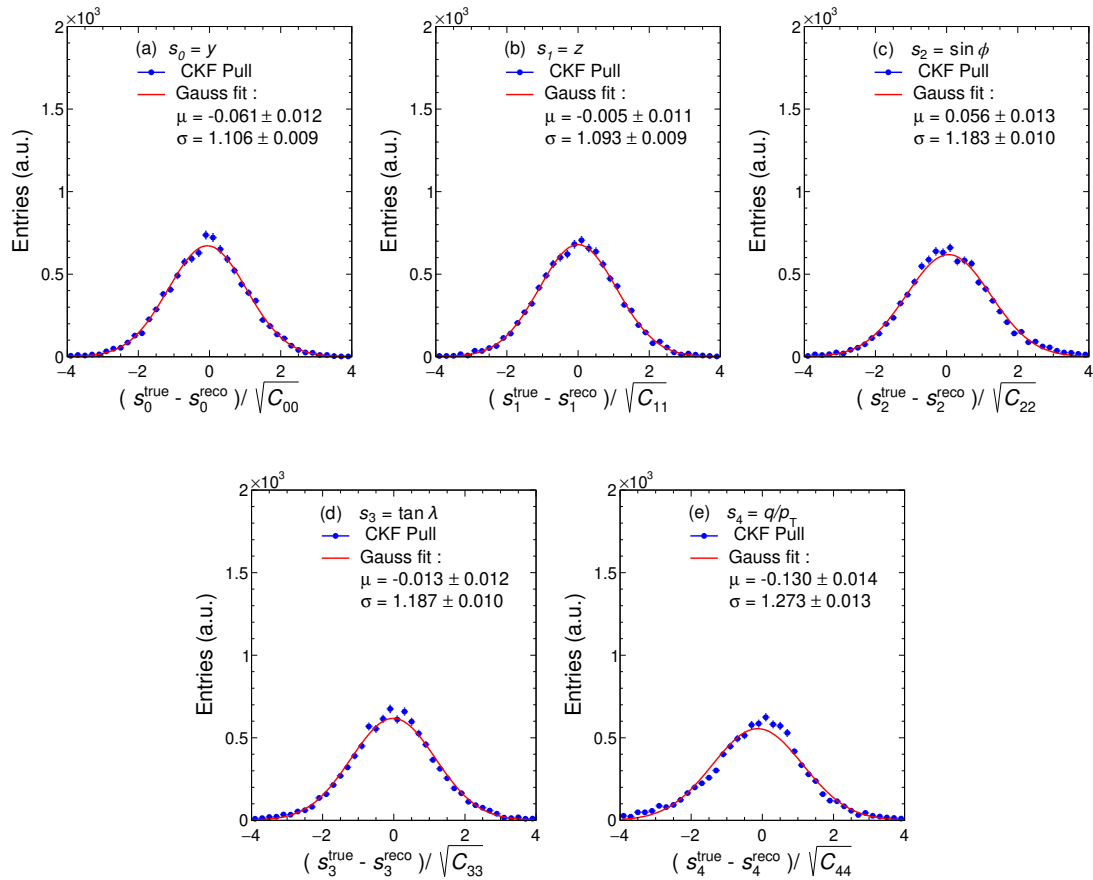 ×10³
2
1.5
1
0.5
0
Entries (a.u.)
(a) s₀ = y
CKF Pull
Gauss fit :
μ = -0.061 ± 0.012
σ = 1.106 ± 0.009
−4 −2 0 2 4
( s₀^true - s₀^reco )/ √C₀₀
×10³
2
1.5
1
0.5
0
Entries (a.u.)
(b) s₁ = z
CKF Pull
Gauss fit :
μ = -0.005 ± 0.011
σ = 1.093 ± 0.009
−4 −2 0 2 4
( s₁^true - s₁^reco )/ √C₁₁
×10³
2
1.5
1
0.5
0
Entries (a.u.)
(c) s₂ = sin ϕ
CKF Pull
Gauss fit :
μ = 0.056 ± 0.013
σ = 1.183 ± 0.010
−4 −2 0 2 4
( s₂^true - s₂^reco )/ √C₂₂
×10³
2
1.5
1
0.5
0
Entries (a.u.)
(d) s₃ = tan λ
CKF Pull
Gauss fit :
μ = -0.013 ± 0.012
σ = 1.187 ± 0.010
−4 −2 0 2 4
( s₃^true - s₃^reco )/ √C₃₃
×10³
2
1.5
1
0.5
0
Entries (a.u.)
(e) s₄ = q/p_T
CKF Pull
Gauss fit :
μ = -0.130 ± 0.014
σ = 1.273 ± 0.013
−4 −2 0 2 4
( s₄^true - s₄^reco )/ √C₄₄